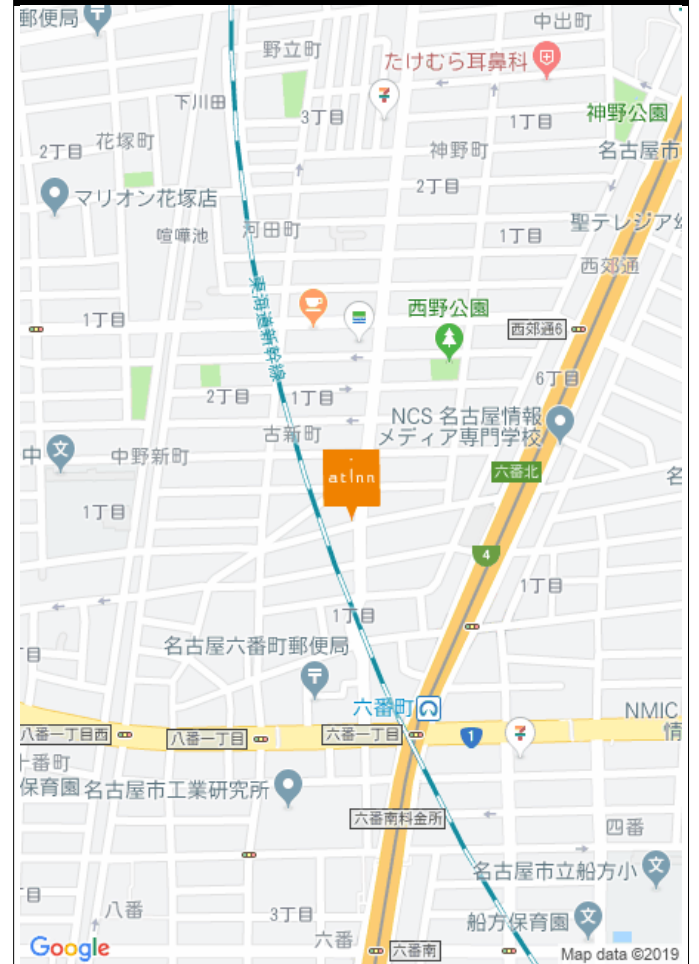 郵便局
中出町
野立町
たけむら耳鼻科
下川田
3丁目
神野公園
1丁目
花塚町
2丁目
神野町
名古屋市
2丁目
マリオン花塚店
聖テレジア幼
喧嘩池
河田町
1丁目
西郊通
東海道新幹線
西野公園
1丁目
西郊通6
6丁目
2丁目
1丁目
NCS 名古屋情報
メディア専門学校
古新町
中
中野新町
六番北
名
atInn
1丁目
4
1丁目
1丁目
名古屋六番町郵便局
丁目
六番町
NMIC
情
八番一丁目西
八番一丁目
六番一丁目
1
十番町
保育園
名古屋市工業研究所
六番南料金所
四番
名古屋市立船方小
丁目
八番
3丁目
船方保育園
六番
六番南
Google
Map data ©2019